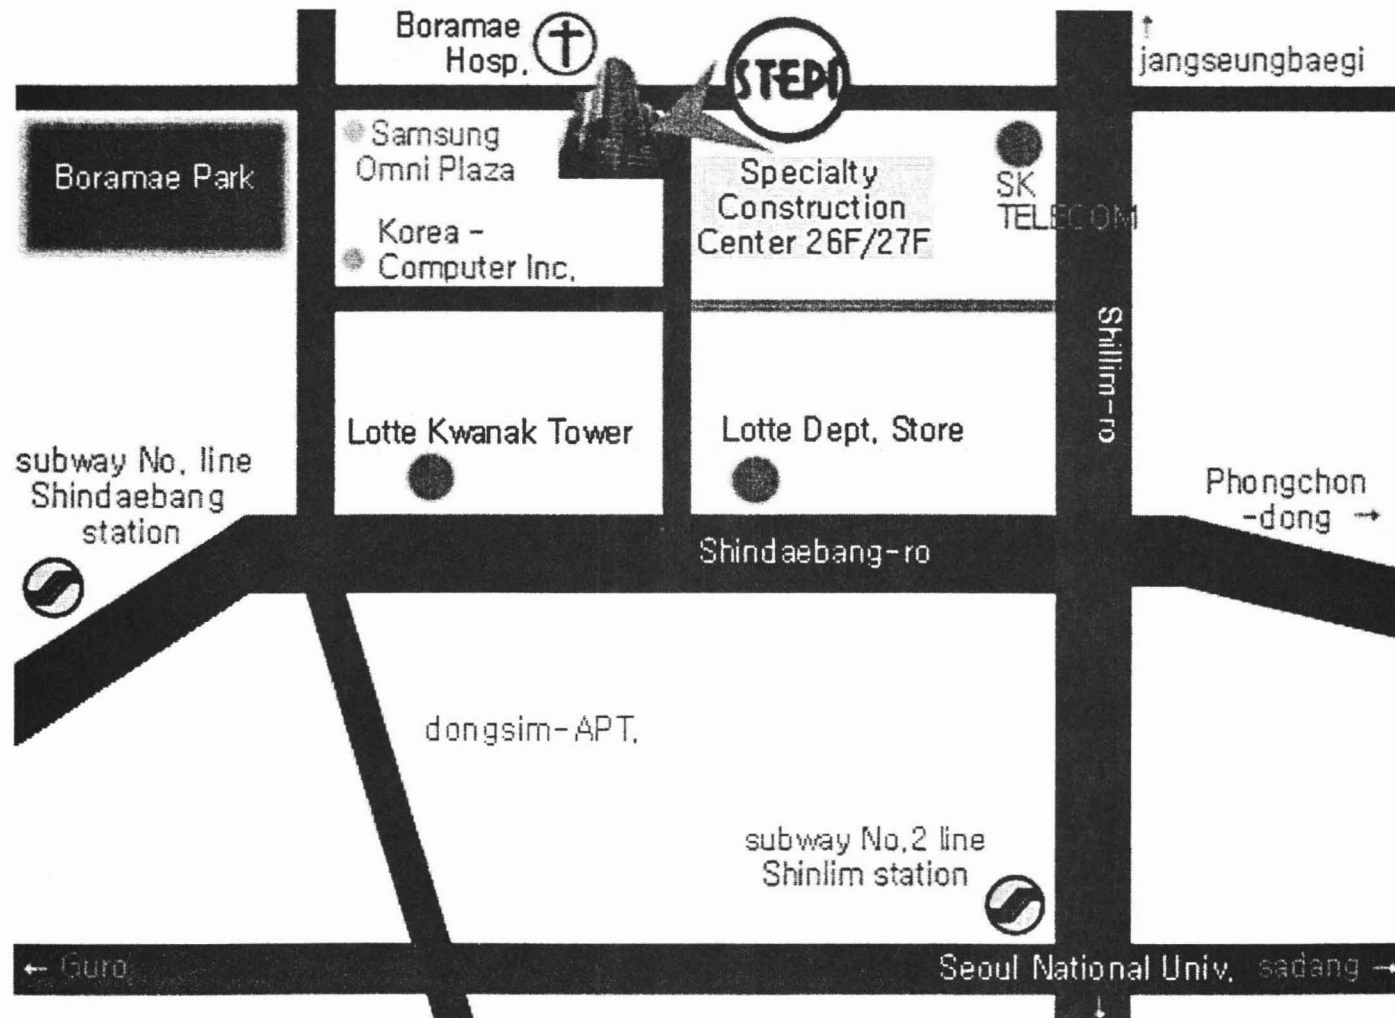 Boramae
Hosp.
STEPI
jangseungbaegi
Boramae Park
Samsung
Omni Plaza
Korea -
Computer Inc.
Specialty
Construction
Center 26F/27F
SK
TELECOM
Shillim-ro
Lotte Kwanak Tower
Lotte Dept. Store
subway No. line
Shindaebang
station
Phongchon
-dong →
Shindaebang-ro
dongsim-APT.
subway No.2 line
Shinlim station
← Guro
Seoul National Univ. sadang →